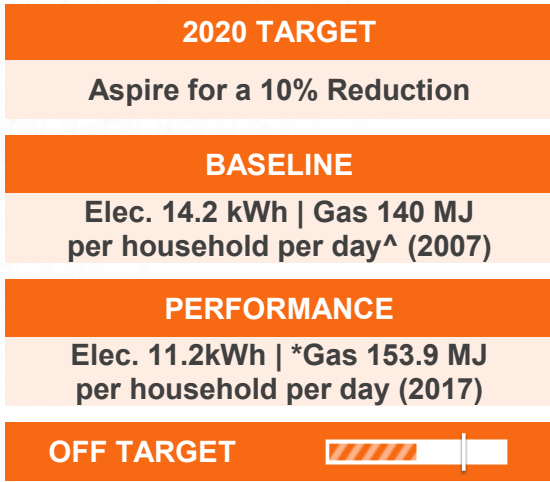 2020 TARGET
Aspire for a 10% Reduction
BASELINE
Elec. 14.2 kWh | Gas 140 MJ
per household per day^ (2007)
PERFORMANCE
Elec. 11.2kWh | *Gas 153.9 MJ
per household per day (2017)
OFF TARGET